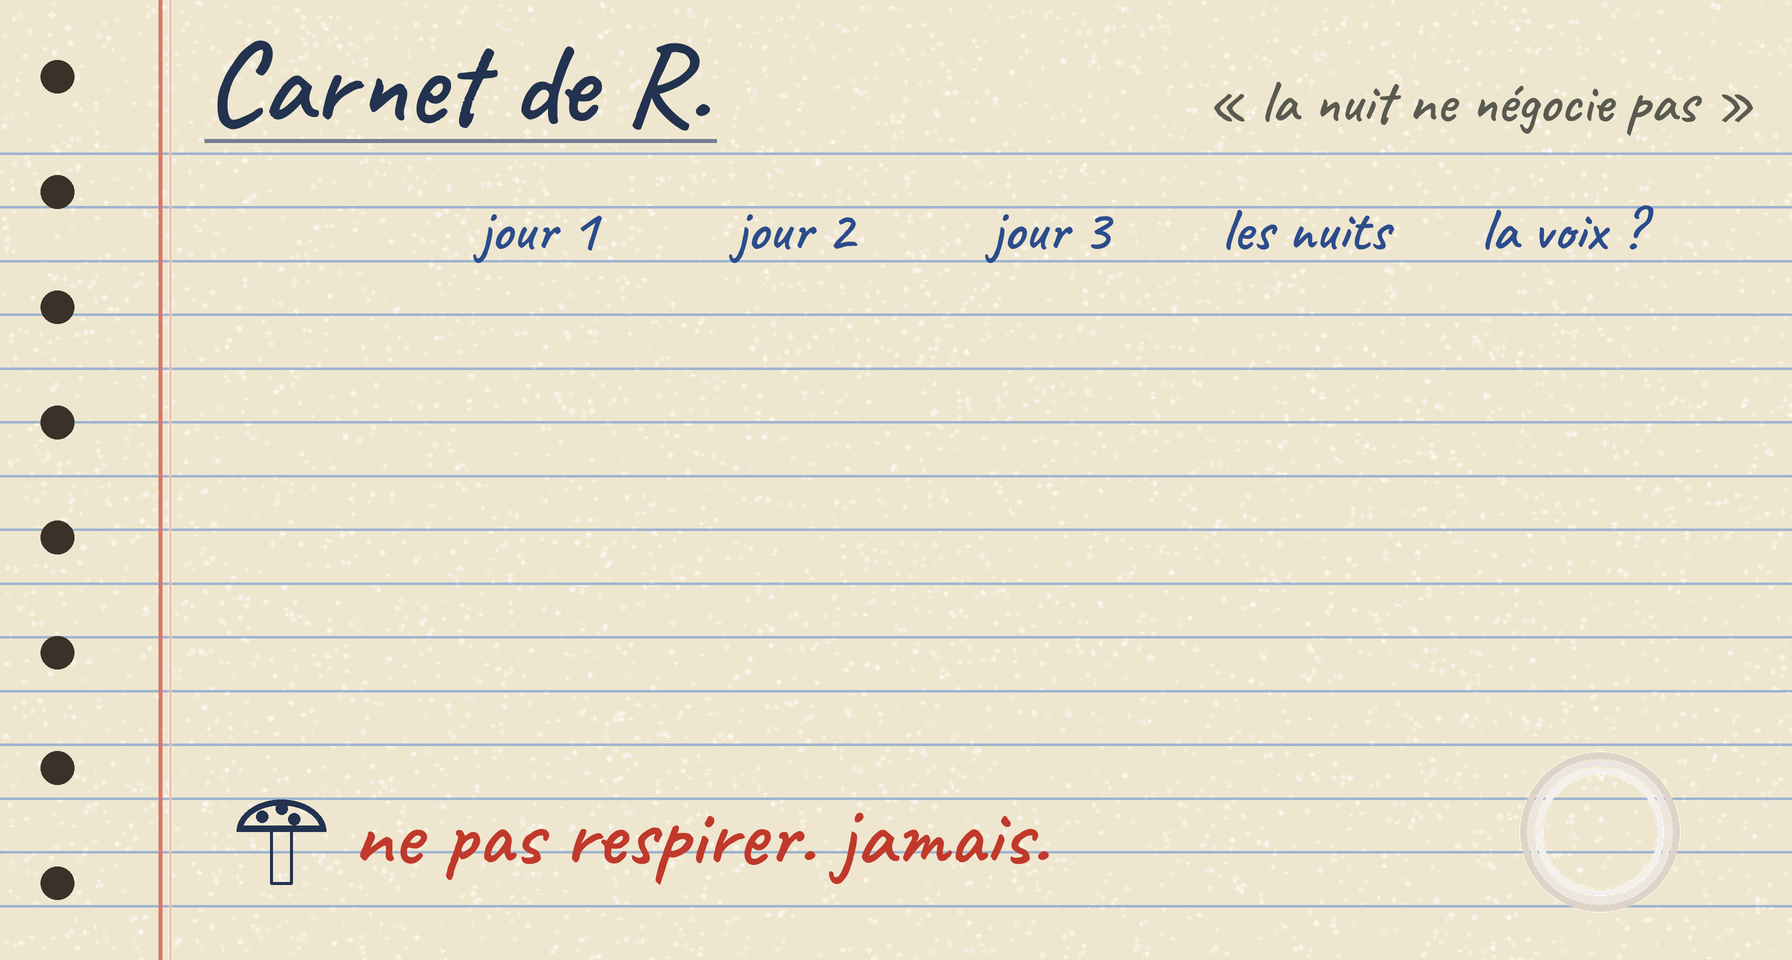 Carnet de R.
« la nuit ne négocie pas »
jour 1 jour 2 jour 3 les nuits la voix ?
ne pas respirer. jamais.